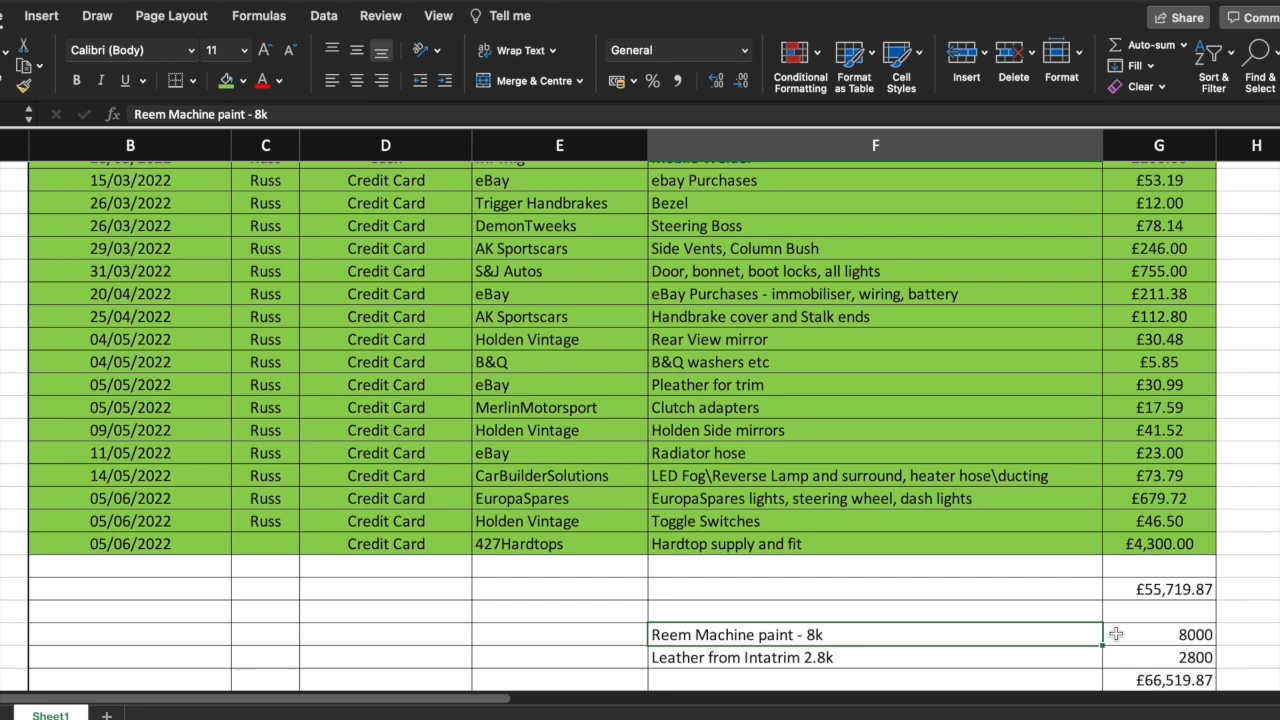 Insert Draw Page Layout Formulas Data Review View Tell me Share Comm
Calibri (Body) 11 A A Wrap Text General Auto-sum
B I U A Merge & Centre % Conditional Formatting Format as Table Cell Styles Insert Delete Format Fill Clear Sort & Filter Find & Select
fx Reem Machine paint - 8k
B C D E F G H
15/03/2022 Russ Credit Card eBay ebay Purchases £53.19
26/03/2022 Russ Credit Card Trigger Handbrakes Bezel £12.00
26/03/2022 Russ Credit Card DemonTweeks Steering Boss £78.14
29/03/2022 Russ Credit Card AK Sportscars Side Vents, Column Bush £246.00
31/03/2022 Russ Credit Card S&J Autos Door, bonnet, boot locks, all lights £755.00
20/04/2022 Russ Credit Card eBay eBay Purchases - immobiliser, wiring, battery £211.38
25/04/2022 Russ Credit Card AK Sportscars Handbrake cover and Stalk ends £112.80
04/05/2022 Russ Credit Card Holden Vintage Rear View mirror £30.48
04/05/2022 Russ Credit Card B&Q B&Q washers etc £5.85
05/05/2022 Russ Credit Card eBay Pleather for trim £30.99
05/05/2022 Russ Credit Card MerlinMotorsport Clutch adapters £17.59
09/05/2022 Russ Credit Card Holden Vintage Holden Side mirrors £41.52
11/05/2022 Russ Credit Card eBay Radiator hose £23.00
14/05/2022 Russ Credit Card CarBuilderSolutions LED Fog\Reverse Lamp and surround, heater hose\ducting £73.79
05/06/2022 Russ Credit Card EuropaSpares EuropaSpares lights, steering wheel, dash lights £679.72
05/06/2022 Russ Credit Card Holden Vintage Toggle Switches £46.50
05/06/2022 Credit Card 427Hardtops Hardtop supply and fit £4,300.00
£55,719.87
Reem Machine paint - 8k 8000
Leather from Intatrim 2.8k 2800
£66,519.87
Sheet1 +